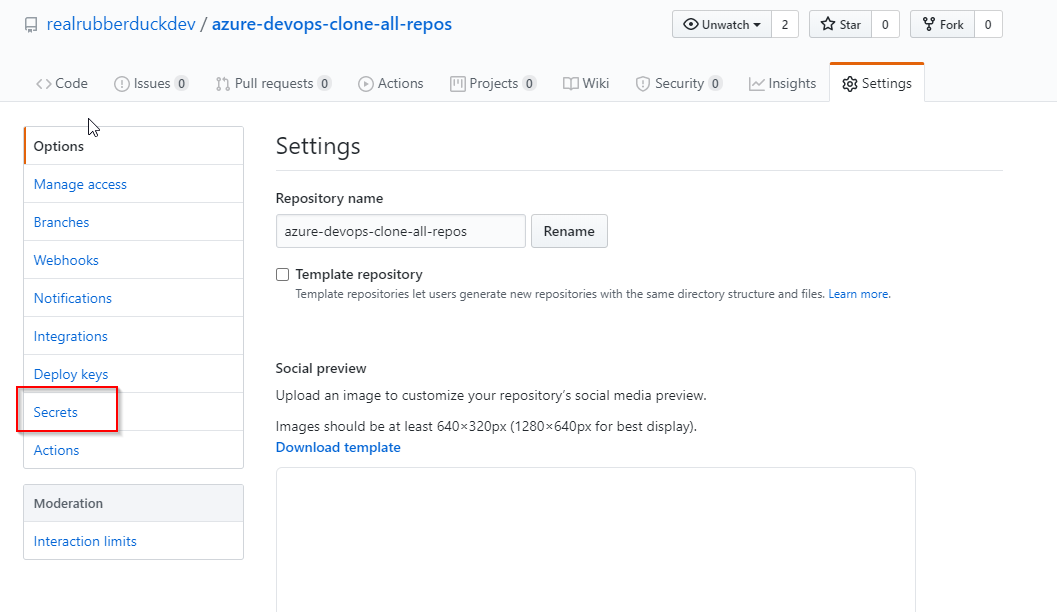 realrubberduckdev / azure-devops-clone-all-repos
Unwatch 2 Star 0 Fork 0
Code Issues 0 Pull requests 0 Actions Projects 0 Wiki Security 0 Insights Settings
Options
Manage access
Branches
Webhooks
Notifications
Integrations
Deploy keys
Secrets
Actions
Moderation
Interaction limits
Settings
Repository name
azure-devops-clone-all-repos Rename
Template repository
Template repositories let users generate new repositories with the same directory structure and files. Learn more.
Social preview
Upload an image to customize your repository’s social media preview.
Images should be at least 640×320px (1280×640px for best display).
Download template